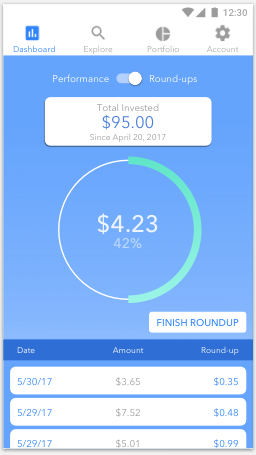 12:30
Dashboard Explore Portfolio Account
Performance Round-ups
Total Invested
$95.00
Since April 20, 2017
$4.23
42%
FINISH ROUNDUP
Date Amount Round-up
5/30/17 $3.65 $0.35
5/29/17 $7.52 $0.48
5/29/17 $5.01 $0.99